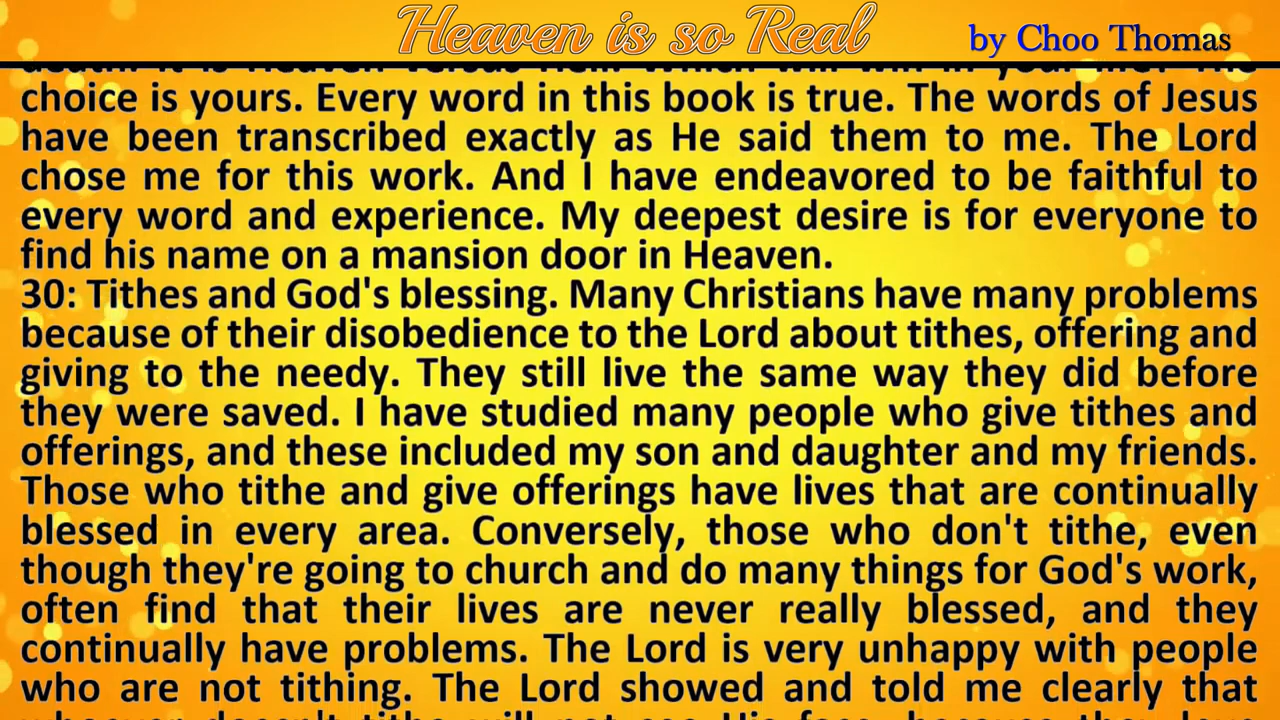 Heaven is so Real
by Choo Thomas
choice is yours. Every word in this book is true. The words of Jesus
have been transcribed exactly as He said them to me. The Lord
chose me for this work. And I have endeavored to be faithful to
every word and experience. My deepest desire is for everyone to
find his name on a mansion door in Heaven.
30: Tithes and God's blessing. Many Christians have many problems
because of their disobedience to the Lord about tithes, offering and
giving to the needy. They still live the same way they did before
they were saved. I have studied many people who give tithes and
offerings, and these included my son and daughter and my friends.
Those who tithe and give offerings have lives that are continually
blessed in every area. Conversely, those who don't tithe, even
though they're going to church and do many things for God's work,
often find that their lives are never really blessed, and they
continually have problems. The Lord is very unhappy with people
who are not tithing. The Lord showed and told me clearly that